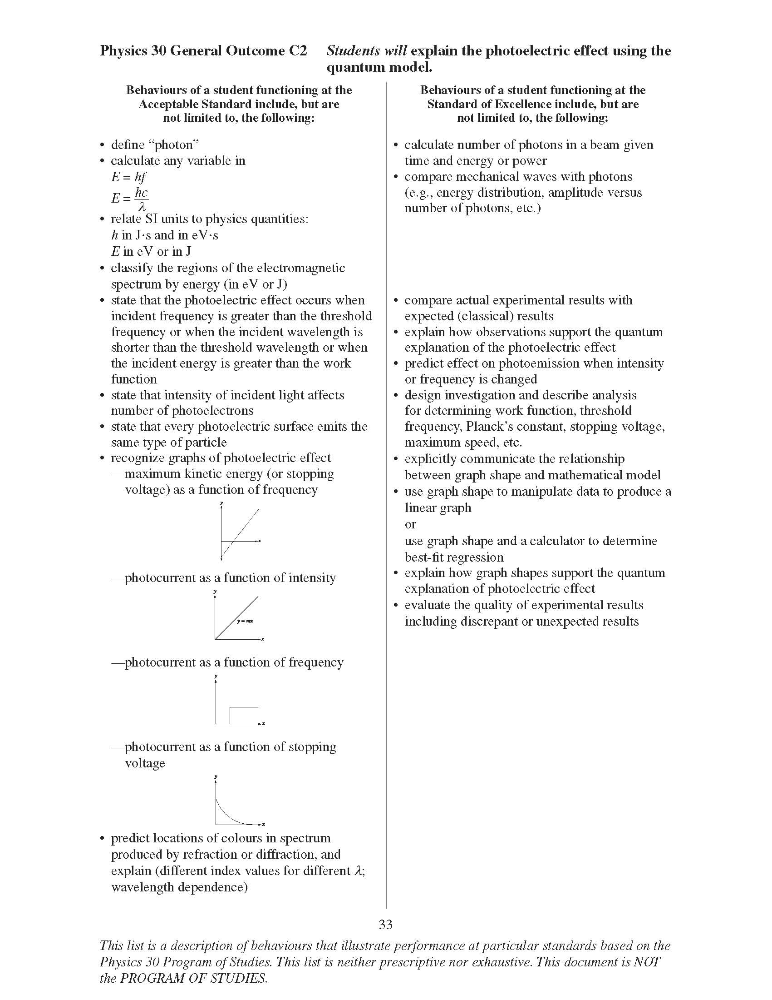 Physics 30 General Outcome C2 Students will explain the photoelectric effect using the
quantum model.
Behaviours of a student functioning at the
Acceptable Standard include, but are
not limited to, the following:
• define “photon”
• calculate any variable in
E = hf
E = hc/λ
• relate SI units to physics quantities:
h in J·s and in eV·s
E in eV or in J
• classify the regions of the electromagnetic
spectrum by energy (in eV or J)
• state that the photoelectric effect occurs when
incident frequency is greater than the threshold
frequency or when the incident wavelength is
shorter than the threshold wavelength or when
the incident energy is greater than the work
function
• state that intensity of incident light affects
number of photoelectrons
• state that every photoelectric surface emits the
same type of particle
• recognize graphs of photoelectric effect
—maximum kinetic energy (or stopping
voltage) as a function of frequency
y
x
—photocurrent as a function of intensity
y
y = mx
x
—photocurrent as a function of frequency
y
x
—photocurrent as a function of stopping
voltage
y
x
• predict locations of colours in spectrum
produced by refraction or diffraction, and
explain (different index values for different λ;
wavelength dependence)
Behaviours of a student functioning at the
Standard of Excellence include, but are
not limited to, the following:
• calculate number of photons in a beam given
time and energy or power
• compare mechanical waves with photons
(e.g., energy distribution, amplitude versus
number of photons, etc.)
• compare actual experimental results with
expected (classical) results
• explain how observations support the quantum
explanation of the photoelectric effect
• predict effect on photoemission when intensity
or frequency is changed
• design investigation and describe analysis
for determining work function, threshold
frequency, Planck’s constant, stopping voltage,
maximum speed, etc.
• explicitly communicate the relationship
between graph shape and mathematical model
• use graph shape to manipulate data to produce a
linear graph
or
use graph shape and a calculator to determine
best-fit regression
• explain how graph shapes support the quantum
explanation of photoelectric effect
• evaluate the quality of experimental results
including discrepant or unexpected results
33
This list is a description of behaviours that illustrate performance at particular standards based on the
Physics 30 Program of Studies. This list is neither prescriptive nor exhaustive. This document is NOT
the PROGRAM OF STUDIES.